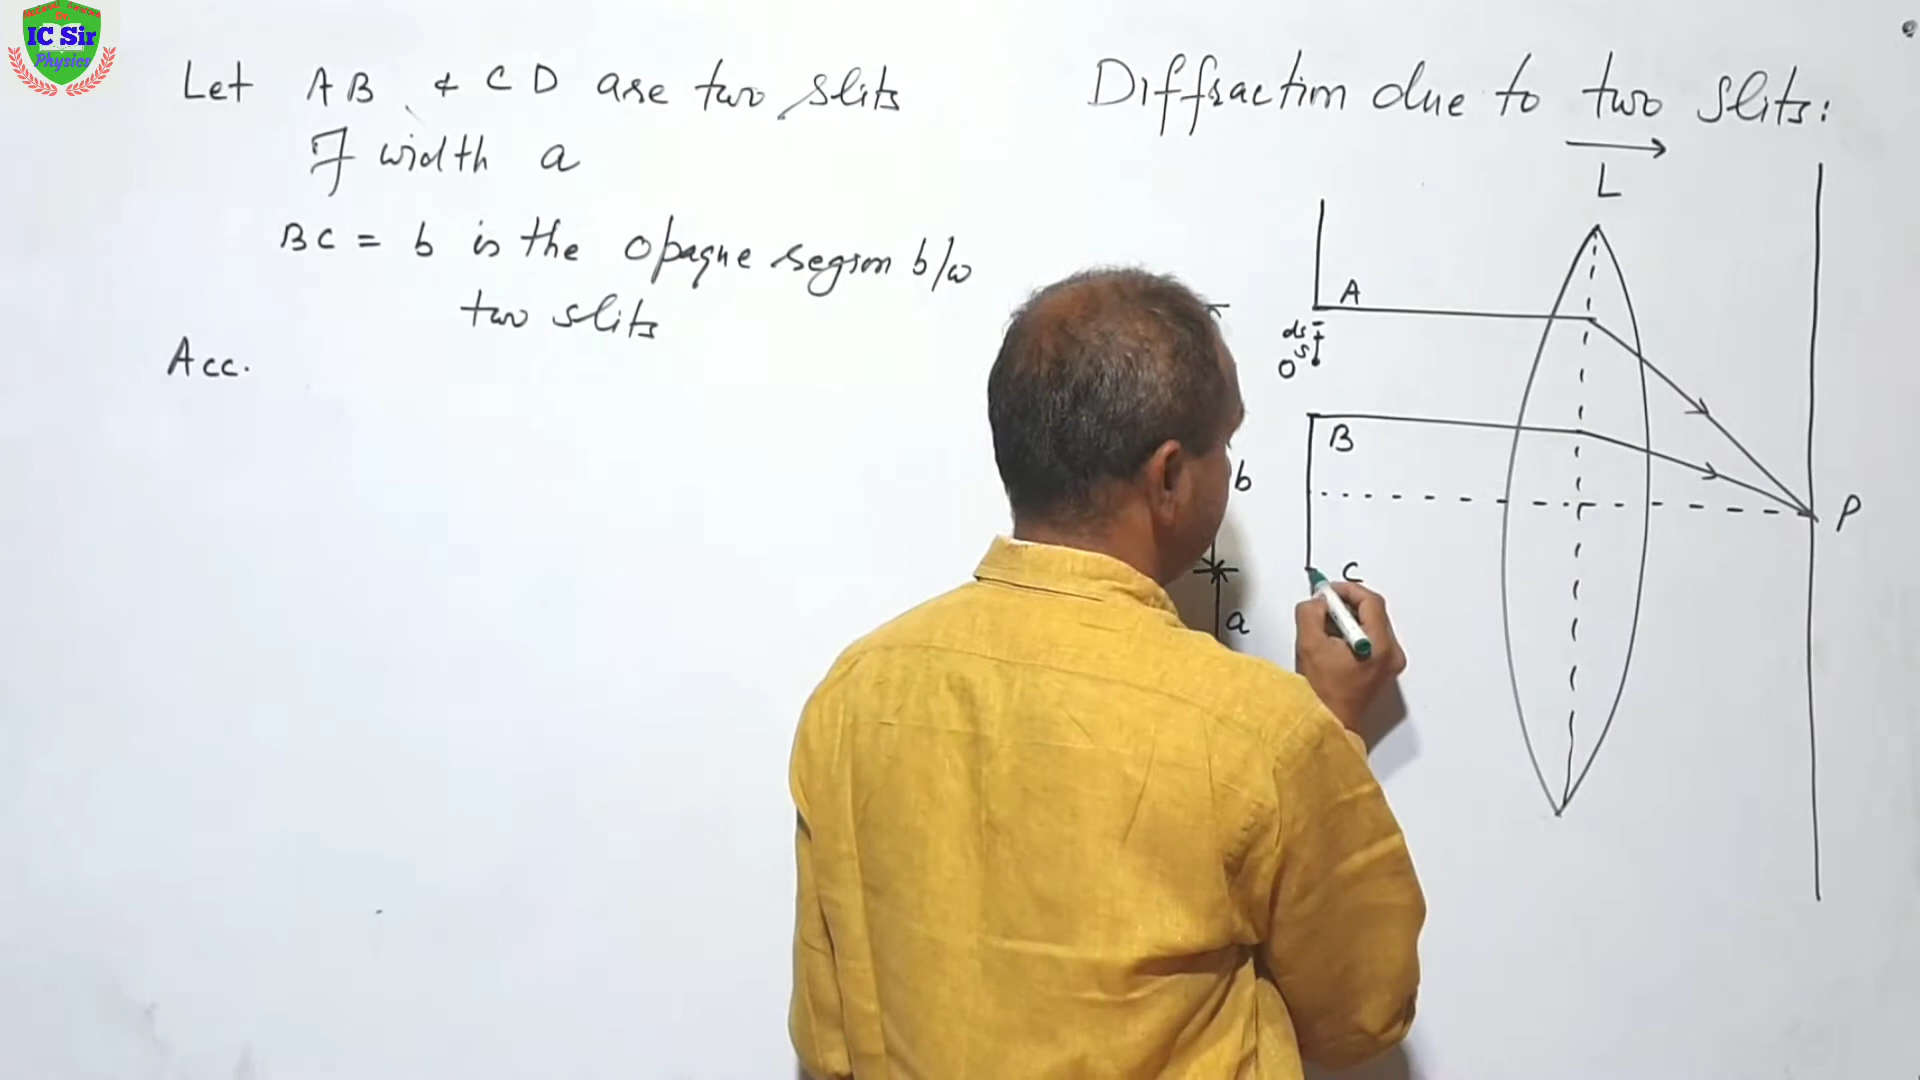 IC Sir
Physics
Let AB & CD are two slits
of width a
BC = b is the opaque region b/w
two slits
Acc.
Diffraction due to two slits:
L
A
ds
S
O
B
b
P
C
a